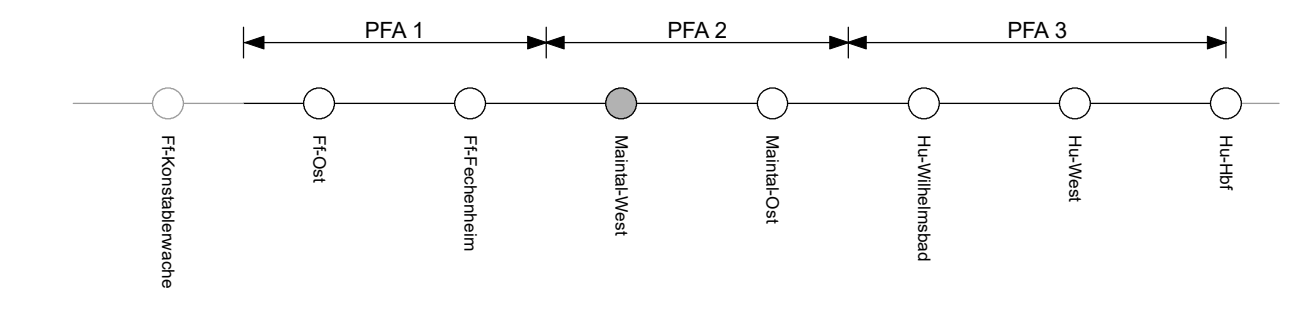 PFA 1
PFA 2
PFA 3
Ff-Konstablerwache
Ff-Ost
Ff-Fechenheim
Maintal-West
Maintal-Ost
Hu-Wilhelmsbad
Hu-West
Hu-Hbf